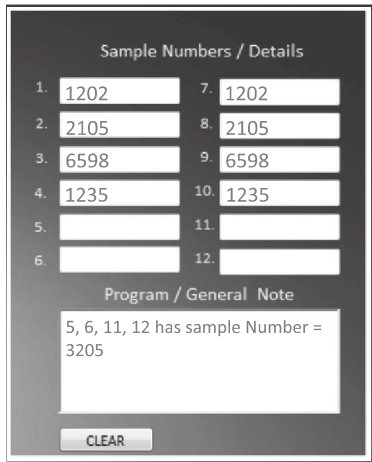 Sample Numbers / Details
1. 1202 7. 1202
2. 2105 8. 2105
3. 6598 9. 6598
4. 1235 10. 1235
5. 11.
6. 12.
Program / General Note
5, 6, 11, 12 has sample Number =
3205
CLEAR